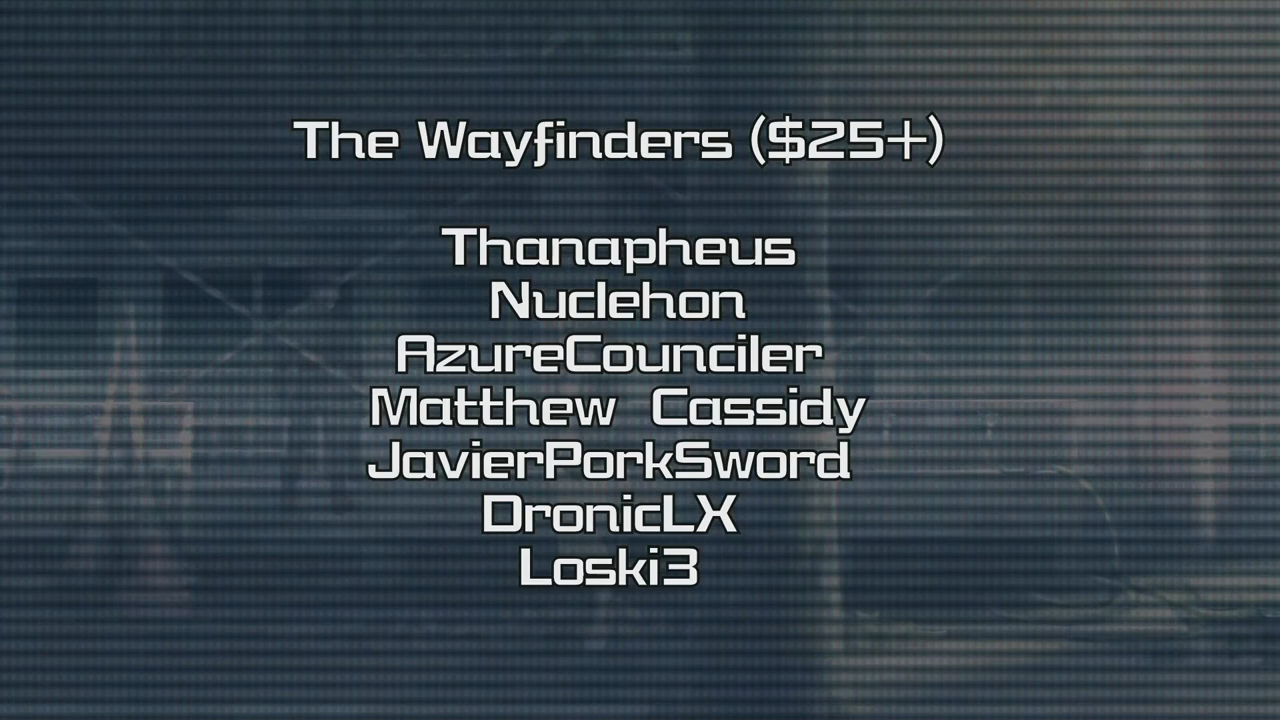 The Wayfinders ($25+)
Thanapheus
Nuclehon
AzureCounciler
Matthew Cassidy
JavierPorkSword
DronicLX
Loski3